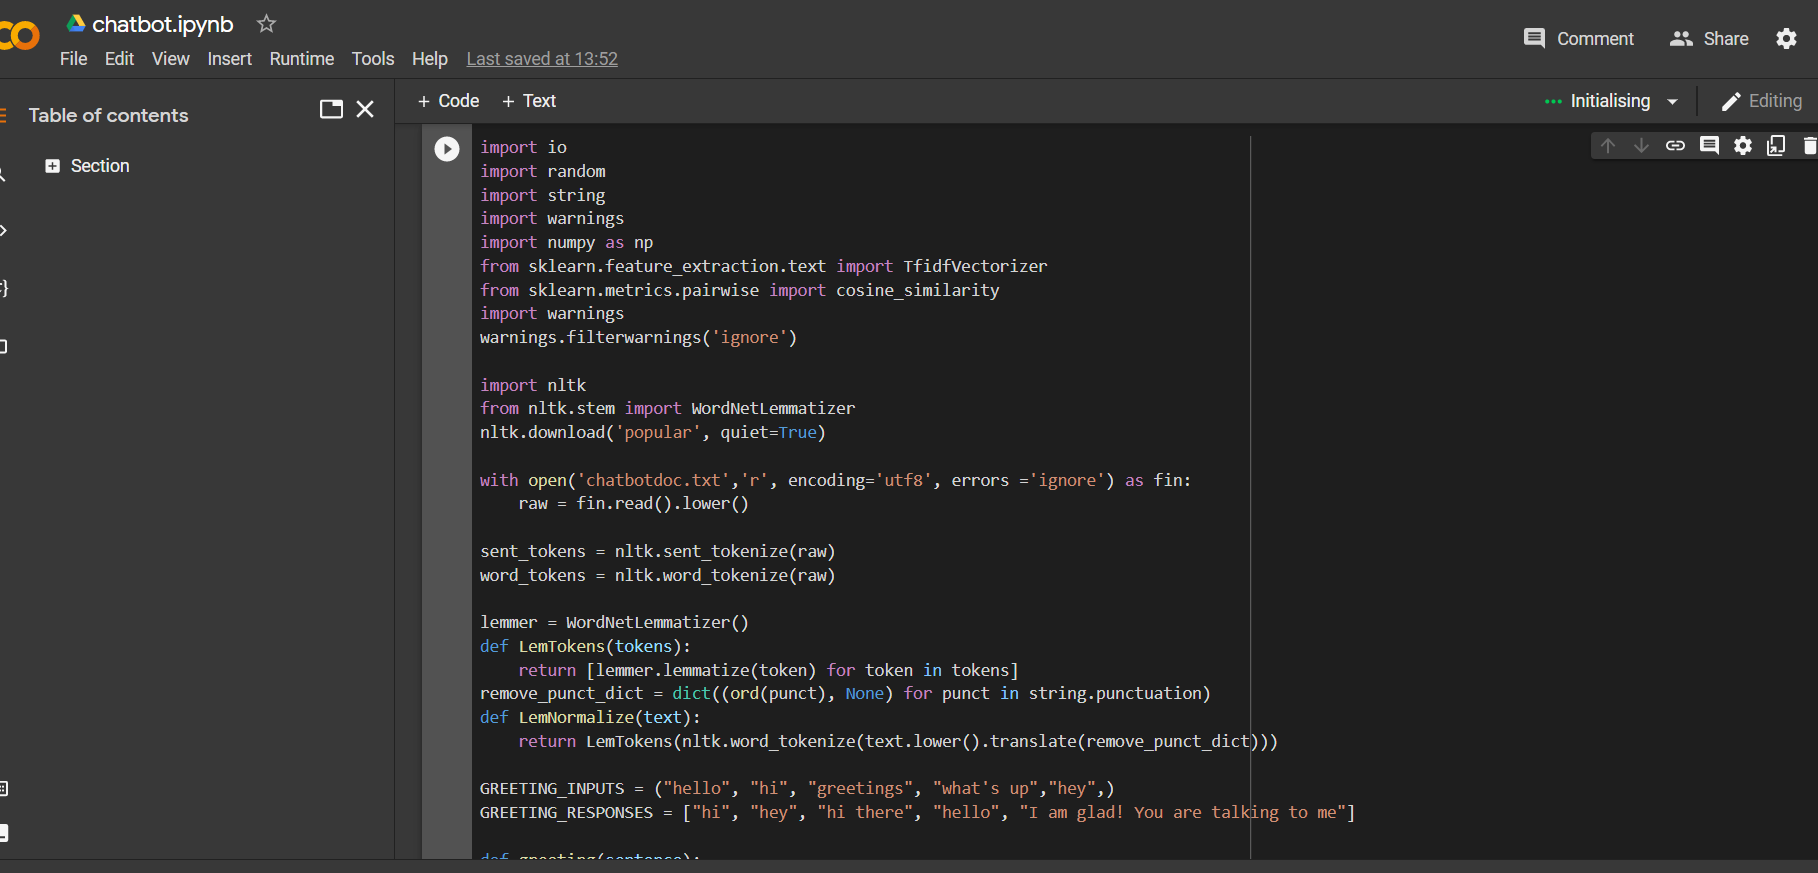 chatbot.ipynb
File Edit View Insert Runtime Tools Help Last saved at 13:52
Comment Share
Table of contents
Section
+ Code + Text
Initialising Editing
import io
import random
import string
import warnings
import numpy as np
from sklearn.feature_extraction.text import TfidfVectorizer
from sklearn.metrics.pairwise import cosine_similarity
import warnings
warnings.filterwarnings('ignore')
import nltk
from nltk.stem import WordNetLemmatizer
nltk.download('popular', quiet=True)
with open('chatbotdoc.txt','r', encoding='utf8', errors ='ignore') as fin:
    raw = fin.read().lower()
sent_tokens = nltk.sent_tokenize(raw)
word_tokens = nltk.word_tokenize(raw)
lemmer = WordNetLemmatizer()
def LemTokens(tokens):
    return [lemmer.lemmatize(token) for token in tokens]
remove_punct_dict = dict((ord(punct), None) for punct in string.punctuation)
def LemNormalize(text):
    return LemTokens(nltk.word_tokenize(text.lower().translate(remove_punct_dict)))
GREETING_INPUTS = ("hello", "hi", "greetings", "what's up","hey",)
GREETING_RESPONSES = ["hi", "hey", "hi there", "hello", "I am glad! You are talking to me"]
def greeting(sentence):